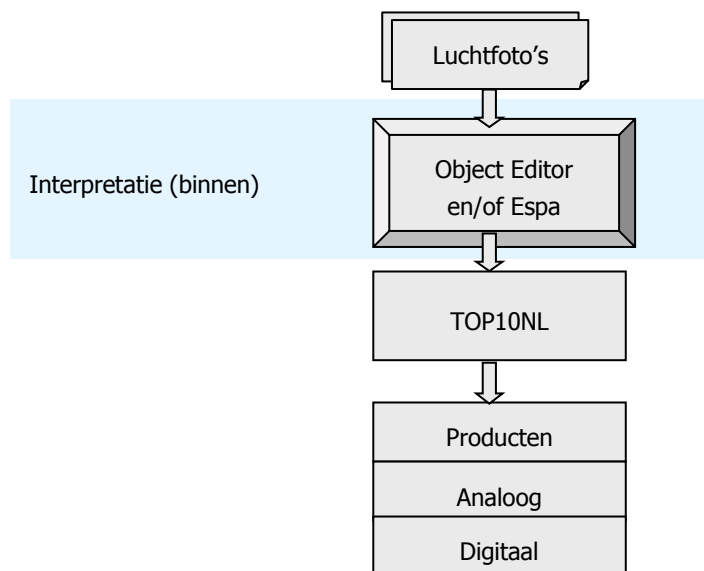 Luchtfoto’s
Interpretatie (binnen)
Object Editor
en/of Espa
TOP10NL
Producten
Analoog
Digitaal